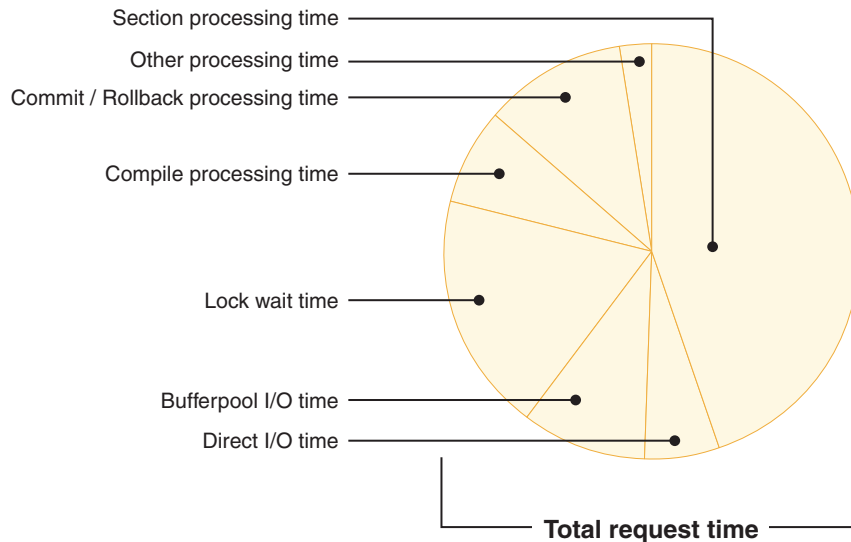 Section processing time
Other processing time
Commit / Rollback processing time
Compile processing time
Lock wait time
Bufferpool I/O time
Direct I/O time
Total request time